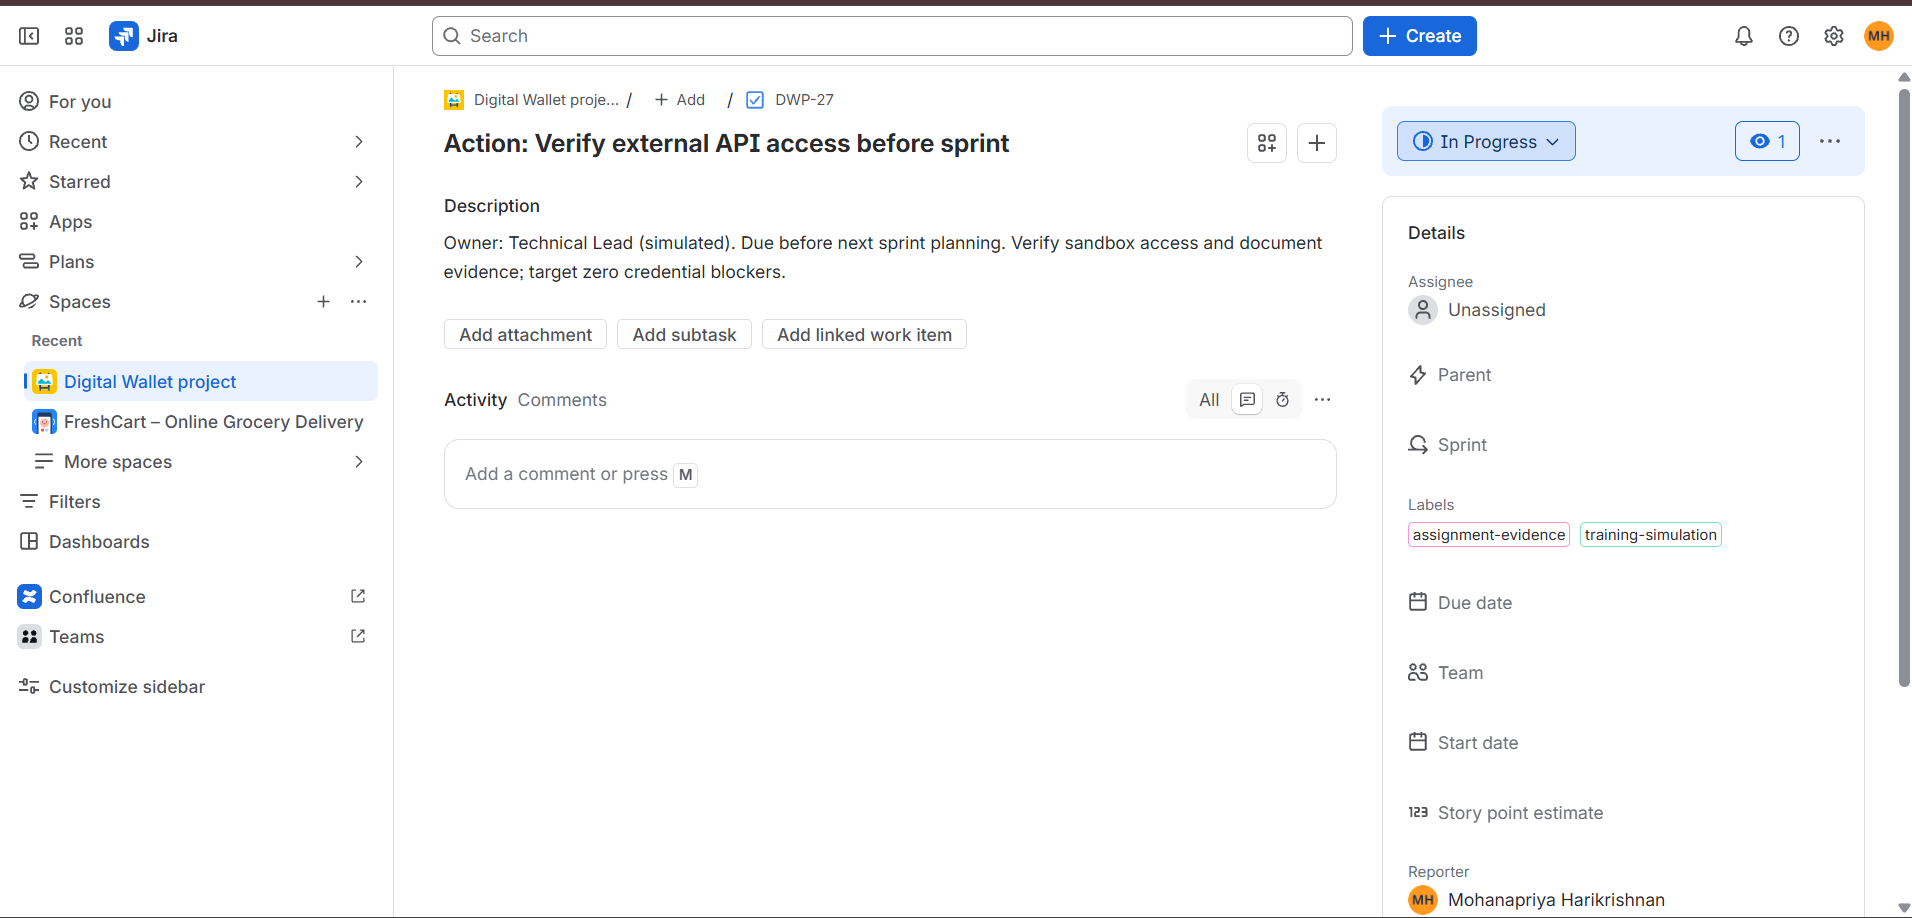 Jira
Search
Create
MH
For you
Recent
Starred
Apps
Plans
Spaces
Recent
Digital Wallet project
FreshCart – Online Grocery Delivery
More spaces
Filters
Dashboards
Confluence
Teams
Customize sidebar
Digital Wallet proje... / + Add / DWP-27
Action: Verify external API access before sprint
Description
Owner: Technical Lead (simulated). Due before next sprint planning. Verify sandbox access and document
evidence; target zero credential blockers.
Add attachment Add subtask Add linked work item
Activity Comments All
Add a comment or press M
In Progress 1
Details
Assignee
Unassigned
Parent
Sprint
Labels
assignment-evidence training-simulation
Due date
Team
Start date
123 Story point estimate
Reporter
MH Mohanapriya Harikrishnan